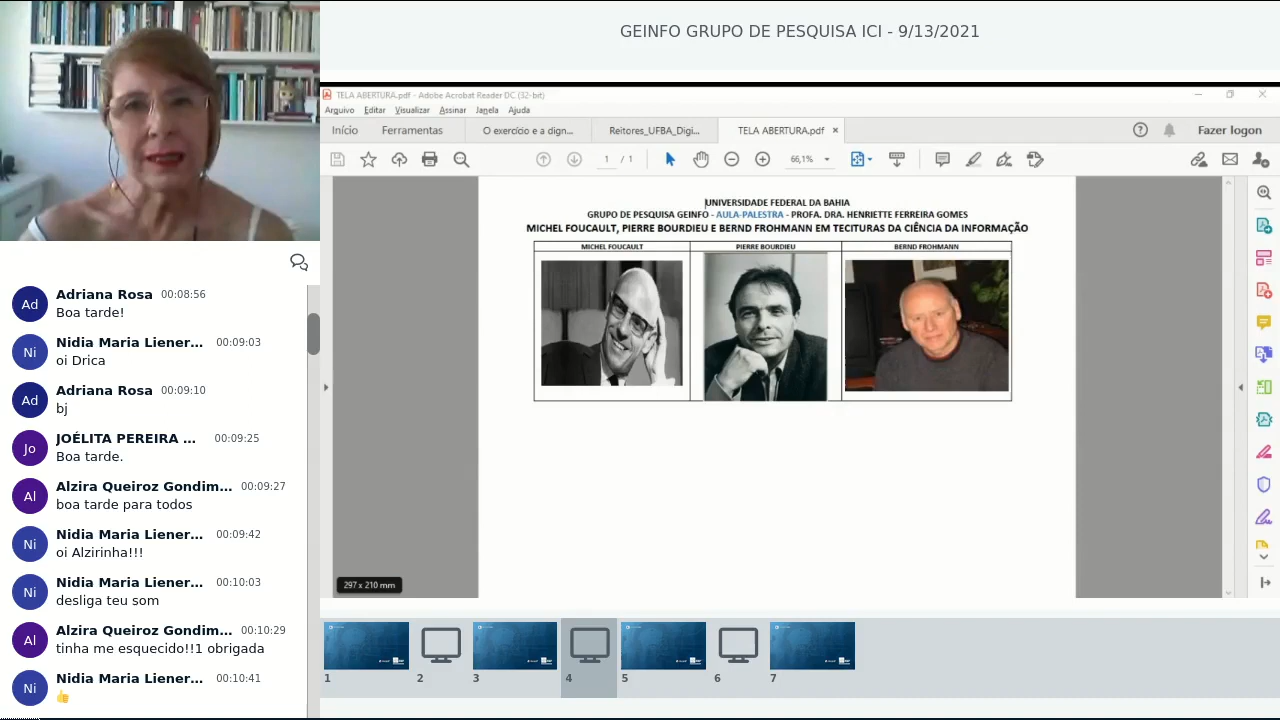 GEINFO GRUPO DE PESQUISA ICI - 9/13/2021
TELA ABERTURA.pdf - Adobe Acrobat Reader DC (32-bit)
Arquivo Editar Visualizar Assinar Janela Ajuda
Início Ferramentas O exercício e a dign... Reitores_UFBA_Digi... TELA ABERTURA.pdf × Fazer logon
1 / 1 66,1%
UNIVERSIDADE FEDERAL DA BAHIA
GRUPO DE PESQUISA GEINFO - AULA-PALESTRA - PROFA. DRA. HENRIETTE FERREIRA GOMES
MICHEL FOUCAULT, PIERRE BOURDIEU E BERND FROHMANN EM TECITURAS DA CIÊNCIA DA INFORMAÇÃO
MICHEL FOUCAULT PIERRE BOURDIEU BERND FROHMANN
297 x 210 mm
Ad Adriana Rosa 00:08:56
Boa tarde!
Ni Nidia Maria Liener... 00:09:03
oi Drica
Ad Adriana Rosa 00:09:10
bj
Jo JOÉLITA PEREIRA ... 00:09:25
Boa tarde.
Al Alzira Queiroz Gondim... 00:09:27
boa tarde para todos
Ni Nidia Maria Liener... 00:09:42
oi Alzirinha!!!
Ni Nidia Maria Liener... 00:10:03
desliga teu som
Al Alzira Queiroz Gondim... 00:10:29
tinha me esquecido!!1 obrigada
Ni Nidia Maria Liener... 00:10:41
👍
1 2 3 4 5 6 7